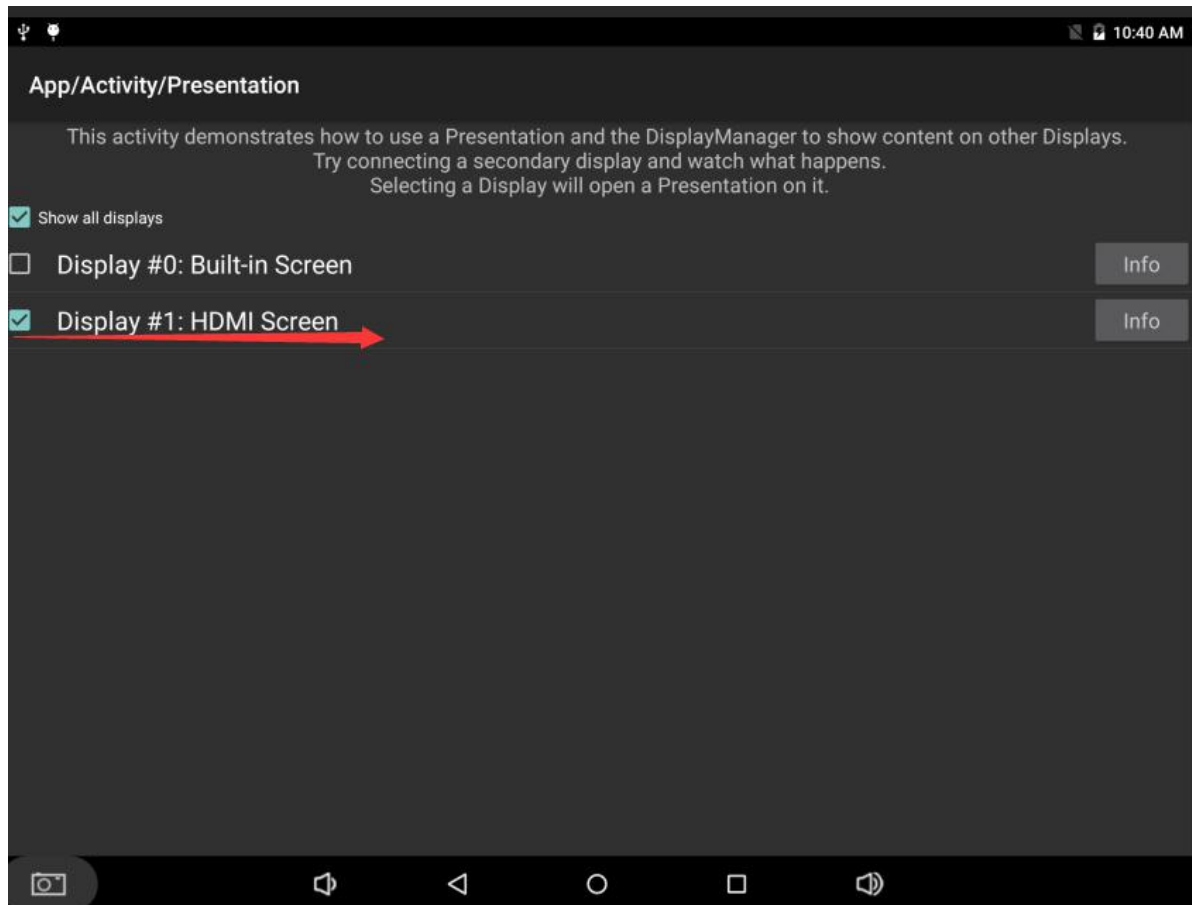 10:40 AM
App/Activity/Presentation
This activity demonstrates how to use a Presentation and the DisplayManager to show content on other Displays.
Try connecting a secondary display and watch what happens.
Selecting a Display will open a Presentation on it.
Show all displays
Display #0: Built-in Screen
Info
Display #1: HDMI Screen
Info